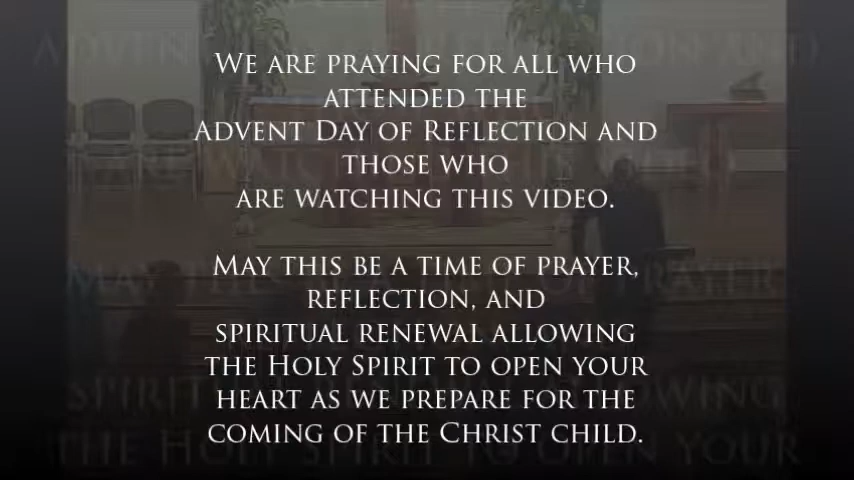 We are praying for all who
attended the
Advent Day of Reflection and
those who
are watching this video.
May this be a time of prayer,
reflection, and
spiritual renewal allowing
the Holy Spirit to open your
heart as we prepare for the
coming of the Christ child.